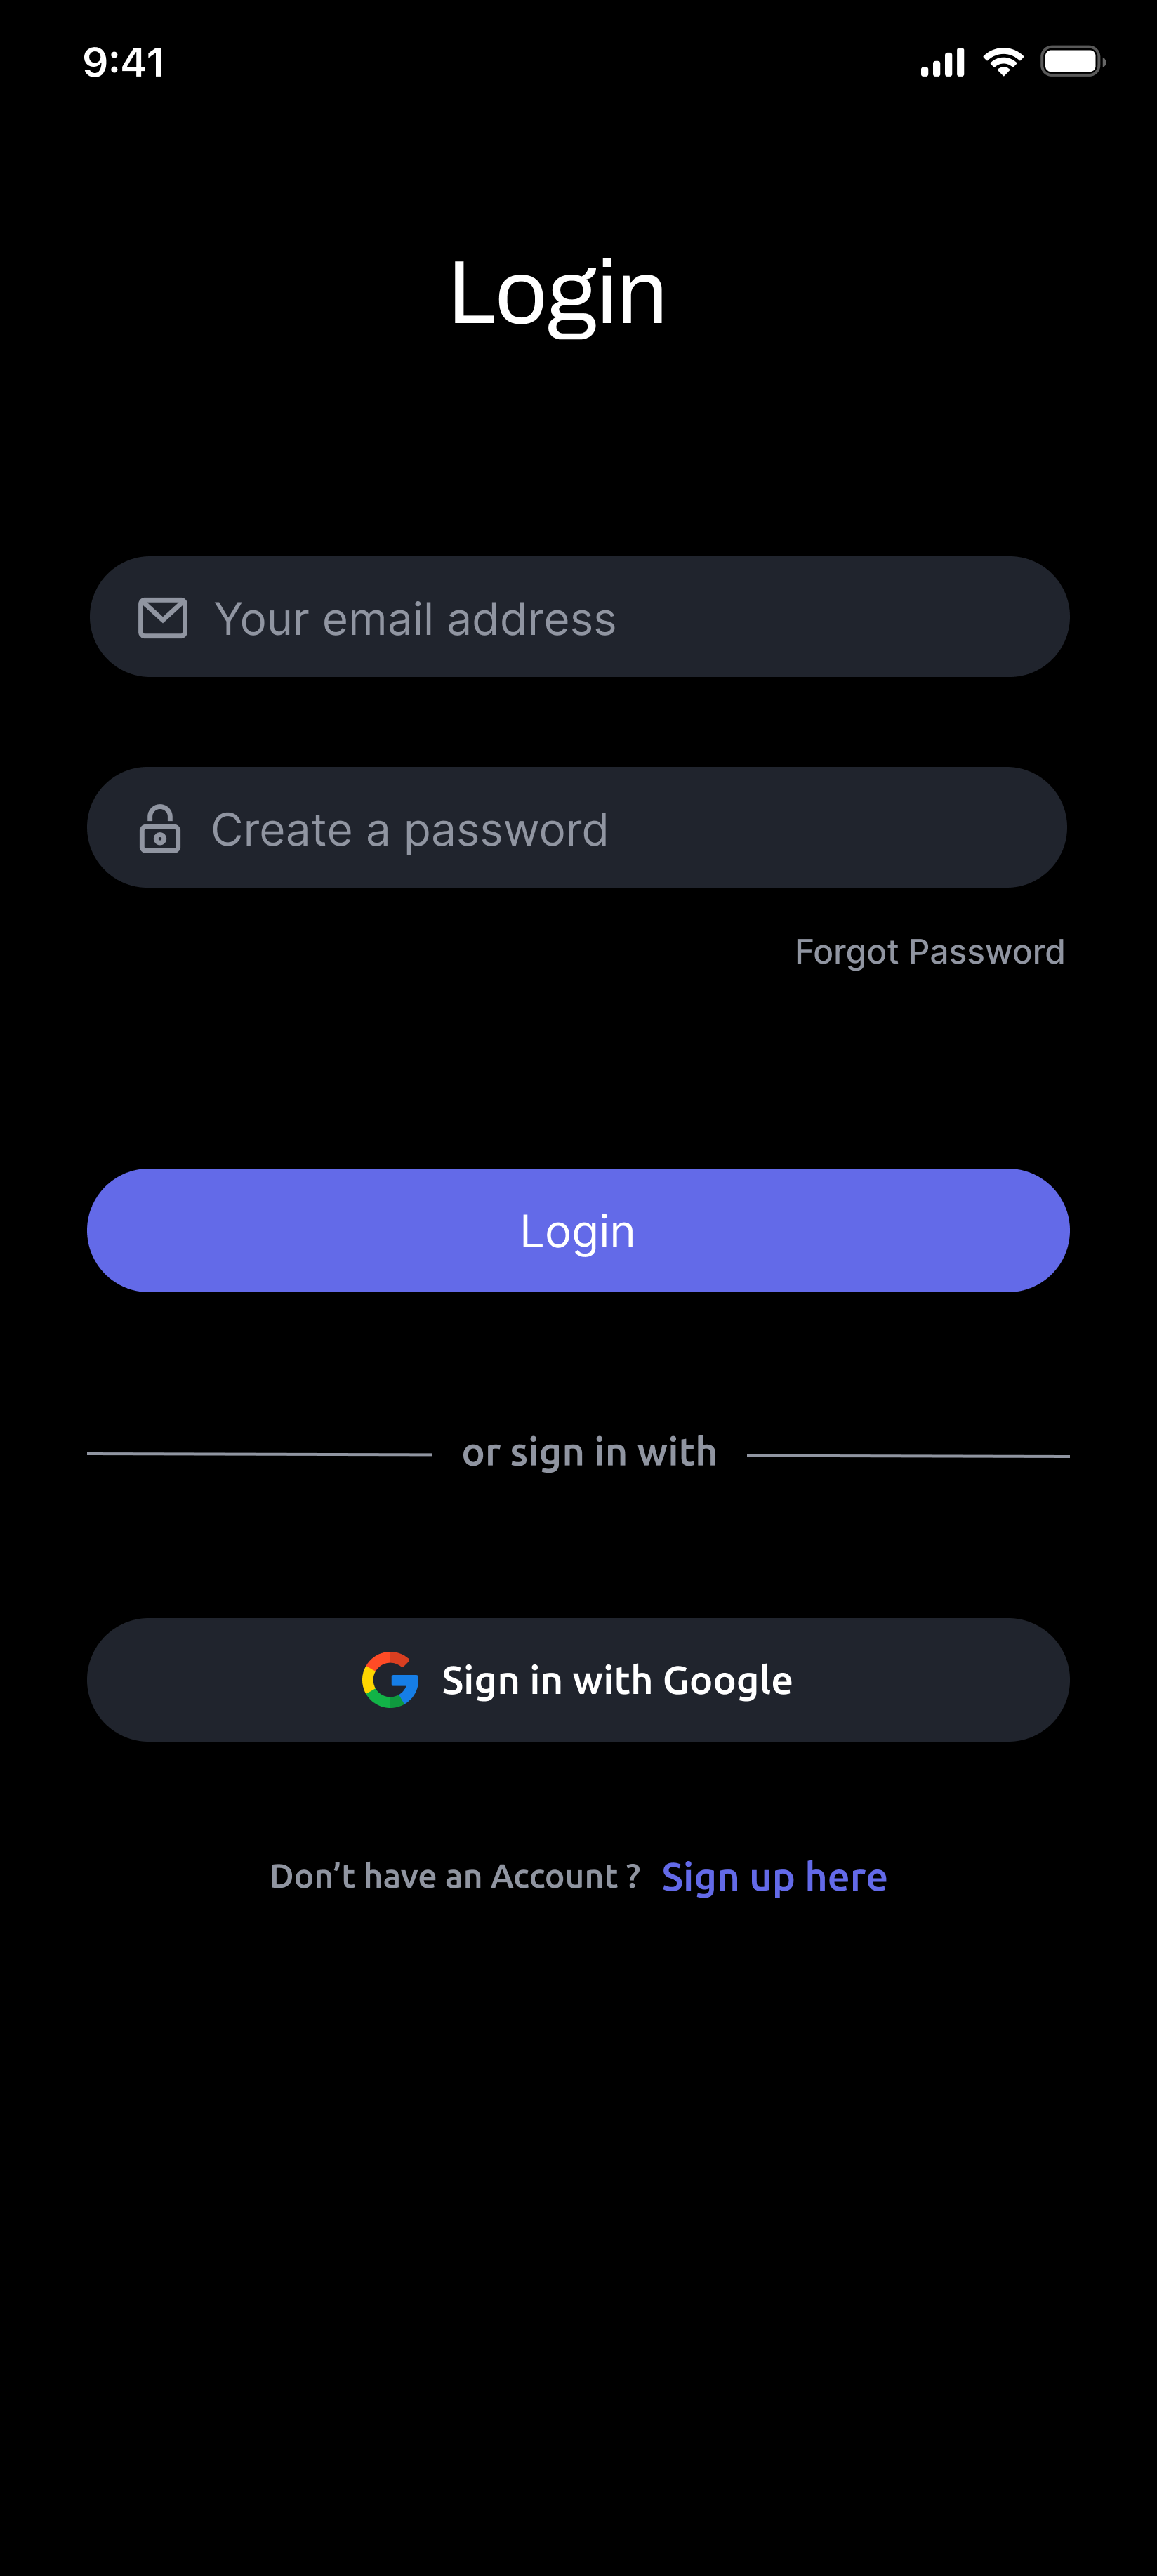 9:41
Login
Your email address
Create a password
Forgot Password
Login
or sign in with
Sign in with Google
Don’t have an Account ? Sign up here